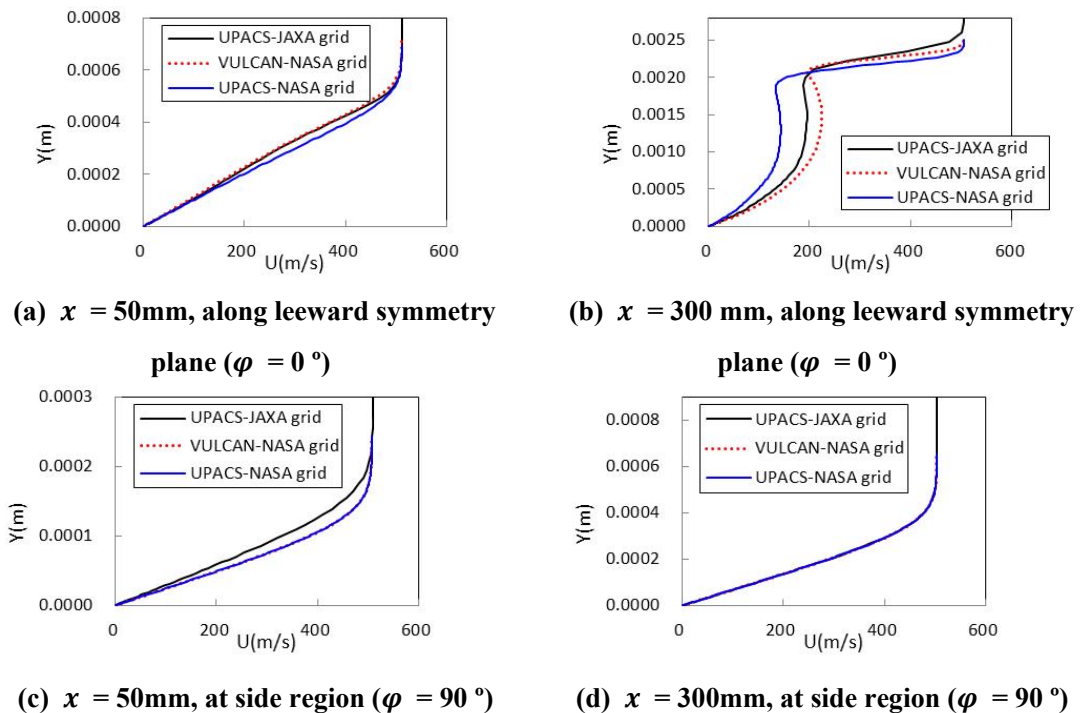 0.0008
0.0006
0.0004
0.0002
0.0000
Y(m)
UPACS-JAXA grid
VULCAN-NASA grid
UPACS-NASA grid
0 200 400 600
U(m/s)
(a) x = 50mm, along leeward symmetry
plane (φ = 0 º)
0.0025
0.0020
0.0015
0.0010
0.0005
0.0000
Y(m)
UPACS-JAXA grid
VULCAN-NASA grid
UPACS-NASA grid
0 200 400 600
U(m/s)
(b) x = 300 mm, along leeward symmetry
plane (φ = 0 º)
0.0003
0.0002
0.0001
0.0000
Y(m)
UPACS-JAXA grid
VULCAN-NASA grid
UPACS-NASA grid
0 200 400 600
U(m/s)
(c) x = 50mm, at side region (φ = 90 º)
0.0008
0.0006
0.0004
0.0002
0.0000
Y(m)
UPACS-JAXA grid
VULCAN-NASA grid
UPACS-NASA grid
0 200 400 600
U(m/s)
(d) x = 300mm, at side region (φ = 90 º)